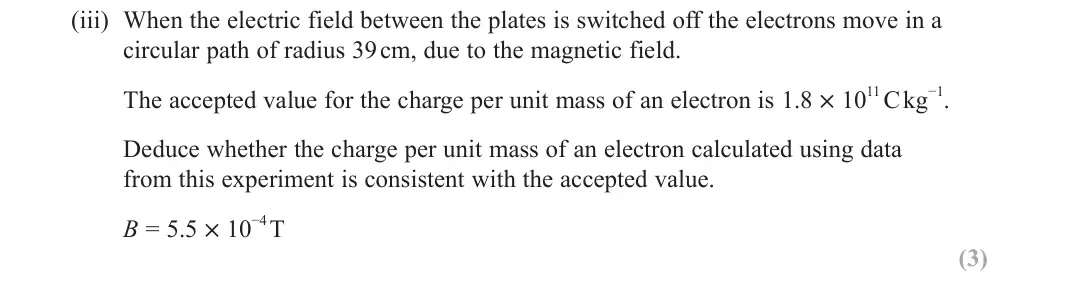 (iii) When the electric field between the plates is switched off the electrons move in a
circular path of radius 39 cm, due to the magnetic field.
The accepted value for the charge per unit mass of an electron is 1.8 × 10¹¹ C kg⁻¹.
Deduce whether the charge per unit mass of an electron calculated using data
from this experiment is consistent with the accepted value.
B = 5.5 × 10⁻⁴ T
(3)